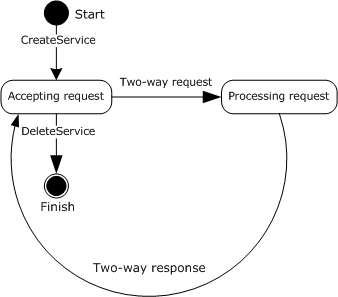 Start
CreateService
Accepting request
Two-way request
Processing request
DeleteService
Finish
Two-way response